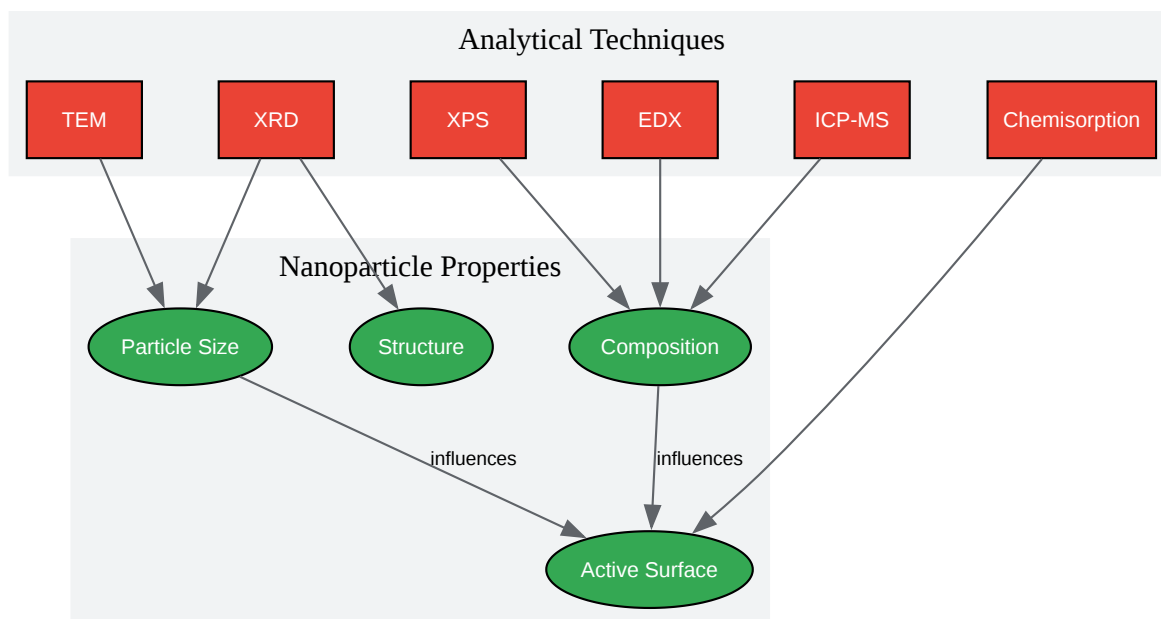 Analytical Techniques
TEM
XRD
XPS
EDX
ICP-MS
Chemisorption
Nanoparticle Properties
Particle Size
Structure
Composition
influences
influences
Active Surface